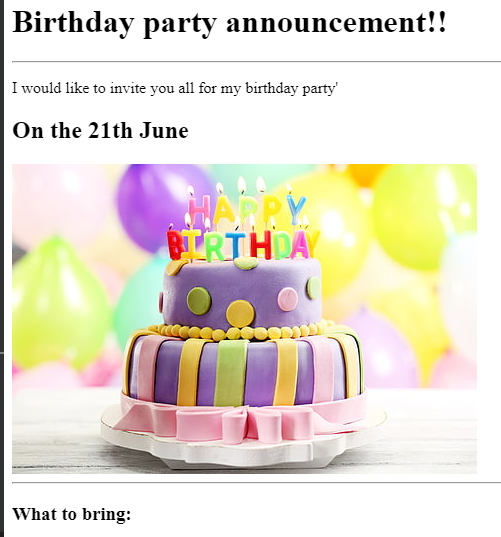 Birthday party announcement!!
I would like to invite you all for my birthday party'
On the 21th June
HAPPY
BIRTHDAY
What to bring: